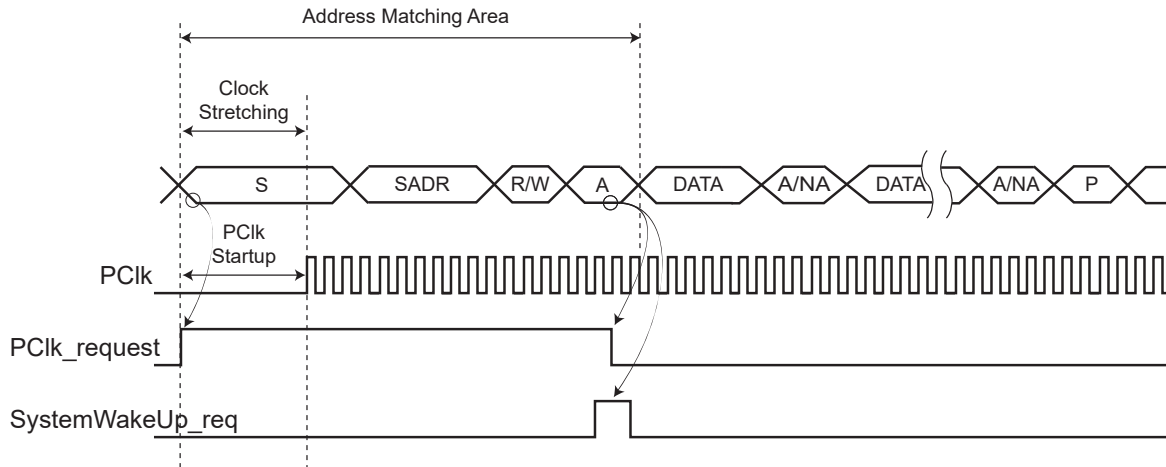 Address Matching Area
Clock
Stretching
S
SADR
R/W
A
DATA
A/NA
DATA
A/NA
P
PClk
Startup
PClk
PClk_request
SystemWakeUp_req